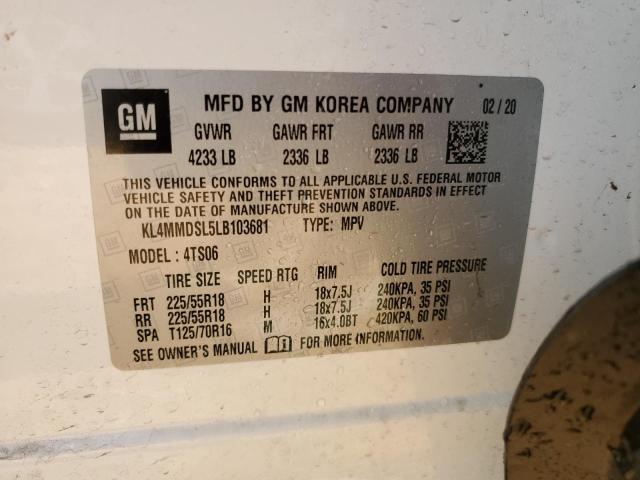 GM MFD BY GM KOREA COMPANY 02 / 20
GVWR GAWR FRT GAWR RR
4233 LB 2336 LB 2336 LB
THIS VEHICLE CONFORMS TO ALL APPLICABLE U.S. FEDERAL MOTOR
VEHICLE SAFETY AND THEFT PREVENTION STANDARDS IN EFFECT
ON THE DATE OF MANUFACTURE SHOWN ABOVE.
KL4MMDSL5LB103681 TYPE: MPV
MODEL : 4TS06
TIRE SIZE SPEED RTG RIM COLD TIRE PRESSURE
FRT 225/55R18 H 18x7.5J 240KPA, 35 PSI
RR 225/55R18 H 18x7.5J 240KPA, 35 PSI
SPA T125/70R16 M 16x4.0BT 420KPA, 60 PSI
SEE OWNER'S MANUAL FOR MORE INFORMATION.